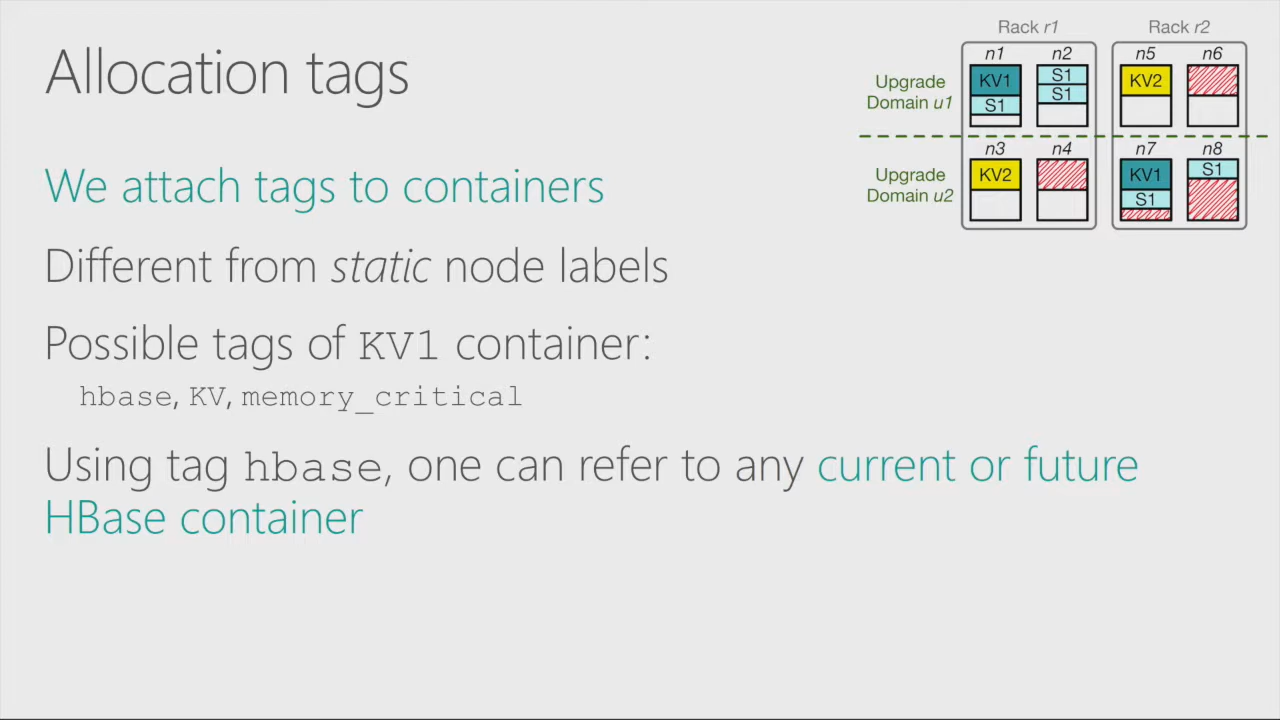 Allocation tags
We attach tags to containers
Different from static node labels
Possible tags of KV1 container:
hbase, KV, memory_critical
Using tag hbase, one can refer to any current or future
HBase container
Rack r1 Rack r2
n1 n2 n5 n6
Upgrade
Domain u1
KV1 S1 KV2
S1 S1
n3 n4 n7 n8
Upgrade
Domain u2
KV2 KV1 S1
S1